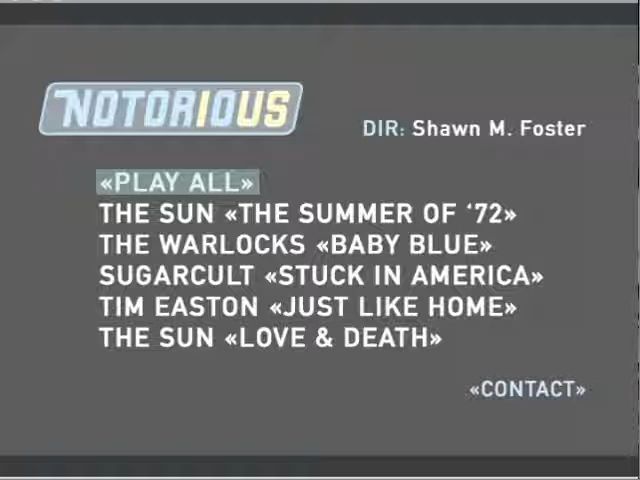 NOTORIOUS
DIR: Shawn M. Foster
«PLAY ALL»
THE SUN «THE SUMMER OF ‘72»
THE WARLOCKS «BABY BLUE»
SUGARCULT «STUCK IN AMERICA»
TIM EASTON «JUST LIKE HOME»
THE SUN «LOVE & DEATH»
«CONTACT»